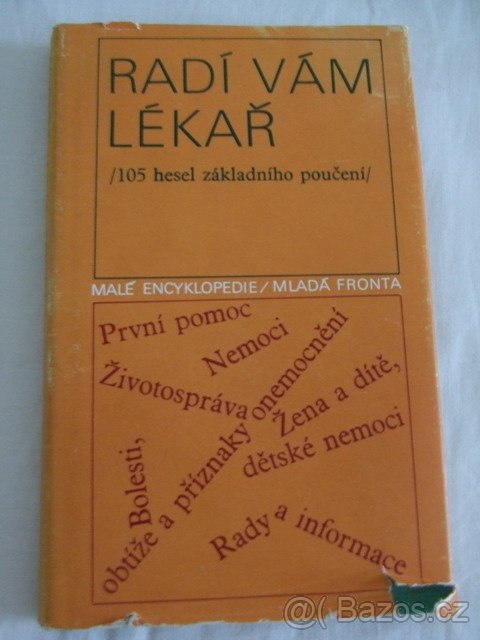 RADÍ VÁM
LÉKAŘ
/105 hesel základního poučení/
MALÉ ENCYKLOPEDIE/MLADÁ FRONTA
První pomoc
Nemoci
Životospráva
Bolesti,
obtíže a příznaky onemocnění
Žena a dítě,
dětské nemoci
Rady a informace
Bazos.cz